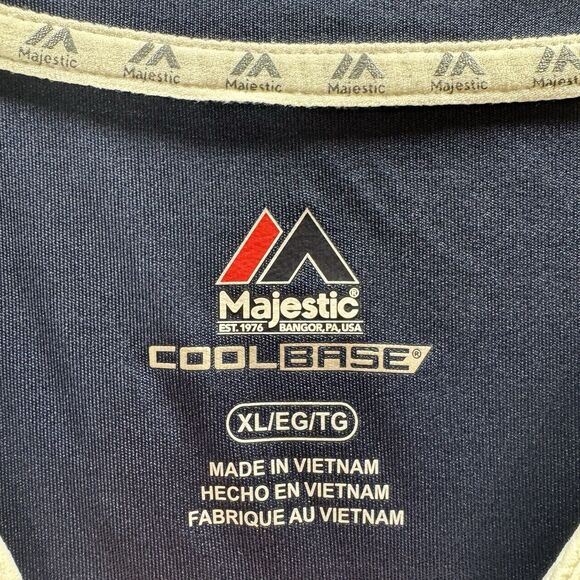 Majestic Majestic Majestic Majestic Majestic Majestic
Majestic®
EST. 1976 BANGOR, PA, USA
COOLBASE®
XL/EG/TG
MADE IN VIETNAM
HECHO EN VIETNAM
FABRIQUE AU VIETNAM